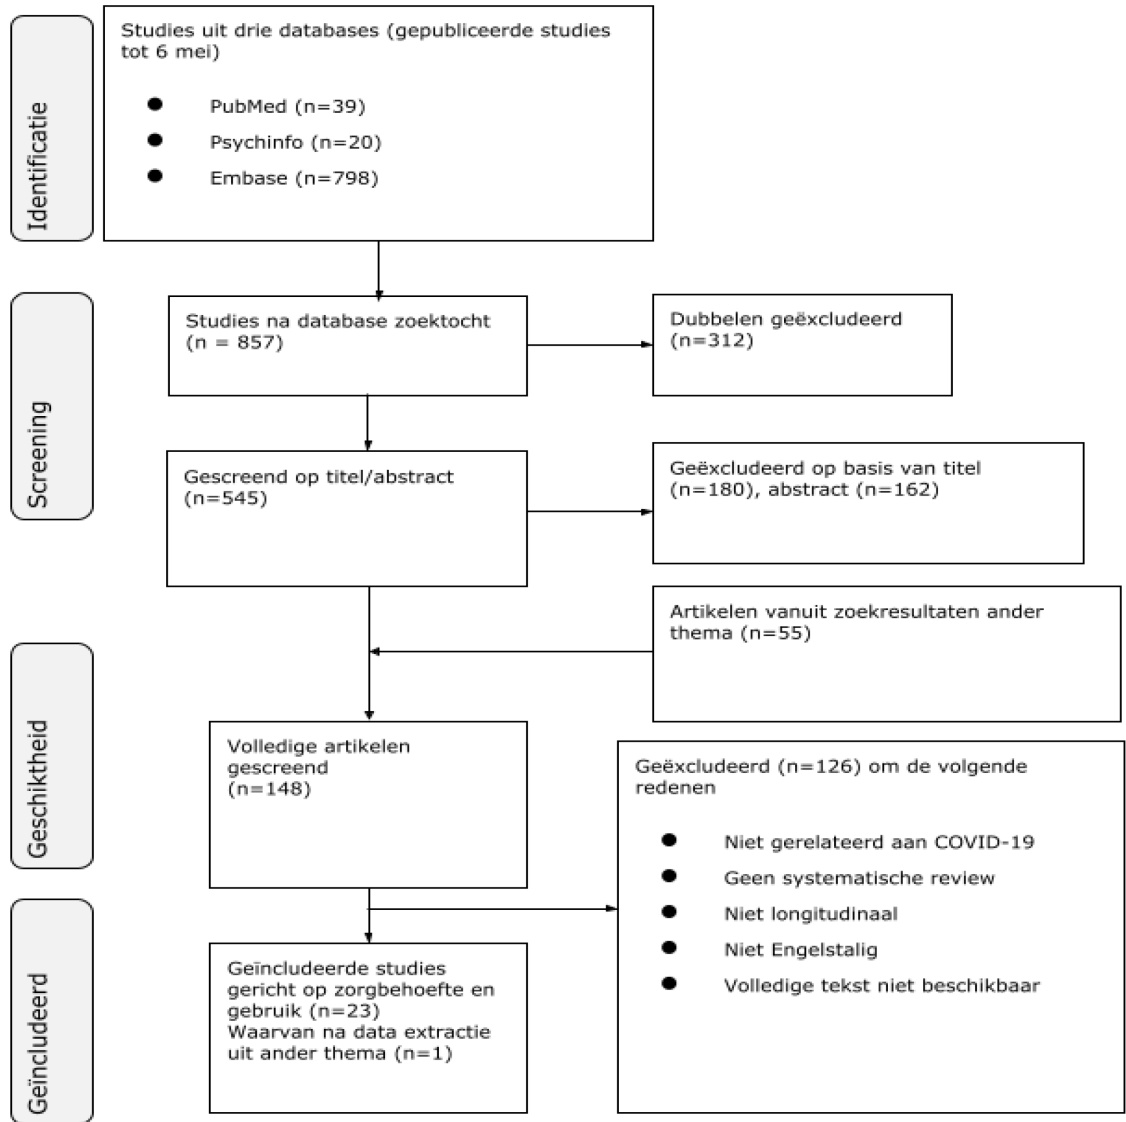 Identificatie
Studies uit drie databases (gepubliceerde studies
tot 6 mei)
● PubMed (n=39)
● Psychinfo (n=20)
● Embase (n=798)
Screening
Studies na database zoektocht
(n = 857)
Dubbelen geëxcludeerd
(n=312)
Gescreend op titel/abstract
(n=545)
Geëxcludeerd op basis van titel
(n=180), abstract (n=162)
Artikelen vanuit zoekresultaten ander
thema (n=55)
Geschiktheid
Volledige artikelen
gescreend
(n=148)
Geëxcludeerd (n=126) om de volgende
redenen
● Niet gerelateerd aan COVID-19
● Geen systematische review
● Niet longitudinaal
● Niet Engelstalig
● Volledige tekst niet beschikbaar
Geïncludeerd
Geïncludeerde studies
gericht op zorgbehoefte en
gebruik (n=23)
Waarvan na data extractie
uit ander thema (n=1)